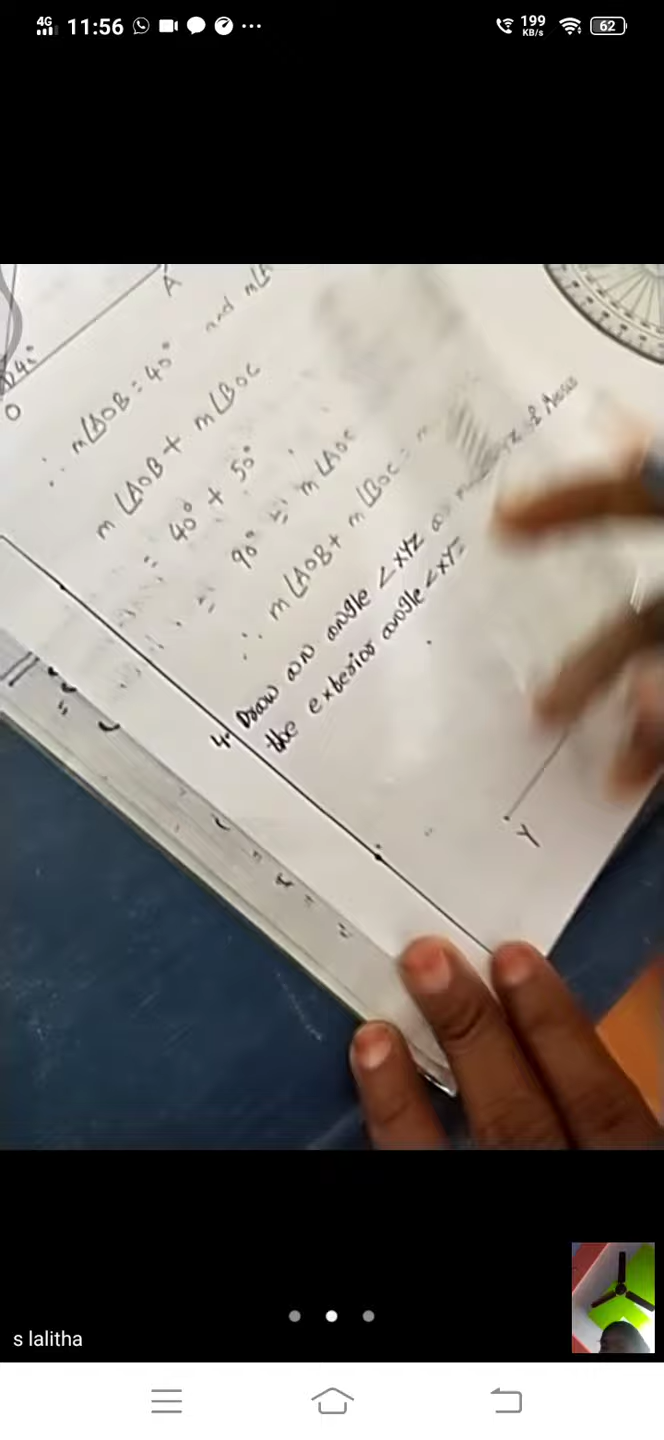 4G 11:56 199 KB/s 62
A
O
∴ m∠AOB = 40° and m∠A
m∠AOB + m∠BOC
= 40° + 50°
= 90° = m∠AOC
∴ m∠AOB + m∠BOC =
4. Draw an angle ∠XYZ
the exterior angle ∠XYZ
Y
s lalitha